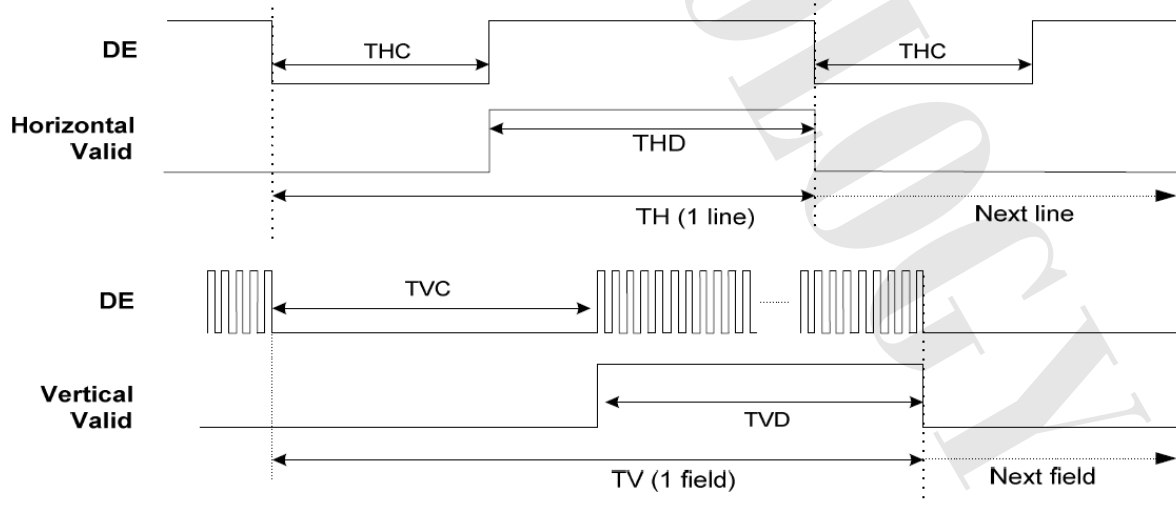 DE
THC
THC
Horizontal
Valid
THD
TH (1 line)
Next line
DE
TVC
Vertical
Valid
TVD
TV (1 field)
Next field
OLOGY